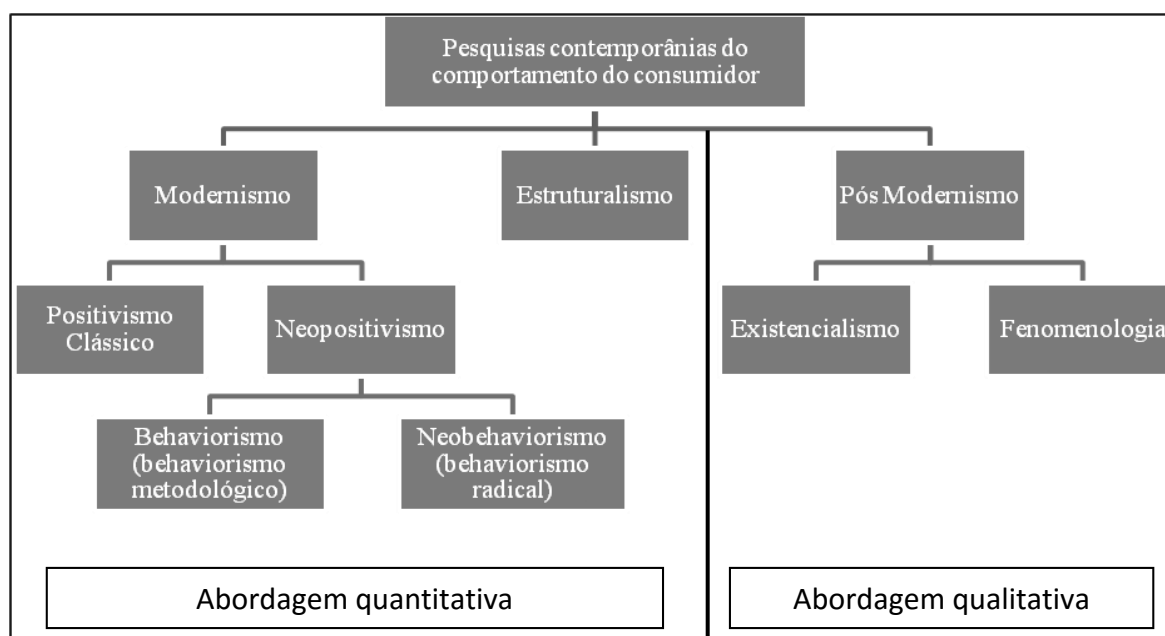 Pesquisas contemporânias do
comportamento do consumidor
Modernismo
Estruturalismo
Pós Modernismo
Positivismo
Clássico
Neopositivismo
Existencialismo
Fenomenologia
Behaviorismo
(behaviorismo
metodológico)
Neobehaviorismo
(behaviorismo
radical)
Abordagem quantitativa
Abordagem qualitativa